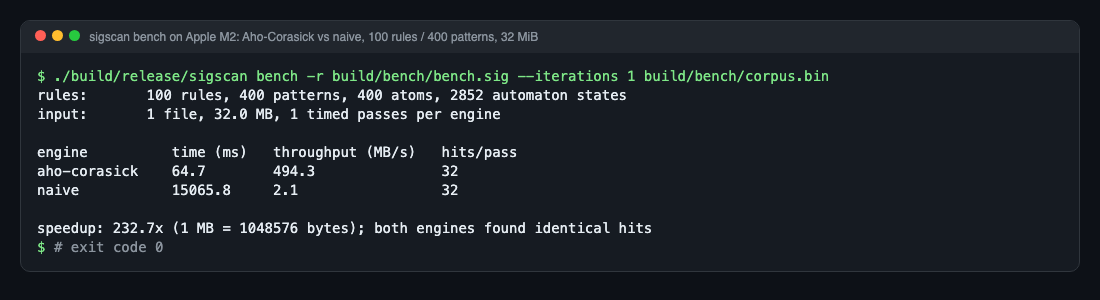 sigscan bench on Apple M2: Aho-Corasick vs naive, 100 rules / 400 patterns, 32 MiB
$ ./build/release/sigscan bench -r build/bench/bench.sig --iterations 1 build/bench/corpus.bin
rules:       100 rules, 400 patterns, 400 atoms, 2852 automaton states
input:       1 file, 32.0 MB, 1 timed passes per engine
engine          time (ms)   throughput (MB/s)   hits/pass
aho-corasick    64.7        494.3               32
naive           15065.8     2.1                 32
speedup: 232.7x (1 MB = 1048576 bytes); both engines found identical hits
$ # exit code 0